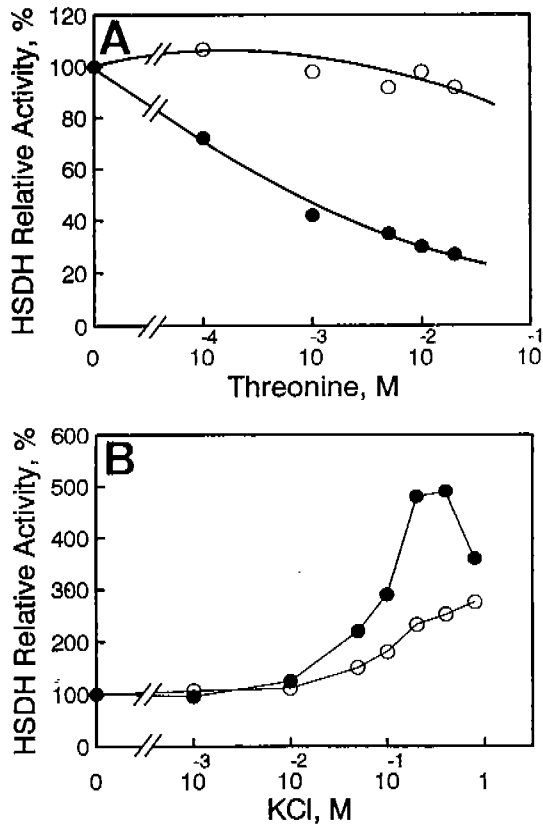 A
HSDH Relative Activity, %
120
100
80
60
40
20
0
0 10⁻⁴ 10⁻³ 10⁻² 10⁻¹
Threonine, M
B
HSDH Relative Activity, %
600
500
400
300
200
100
0
0 10⁻³ 10⁻² 10⁻¹ 1
KCl, M